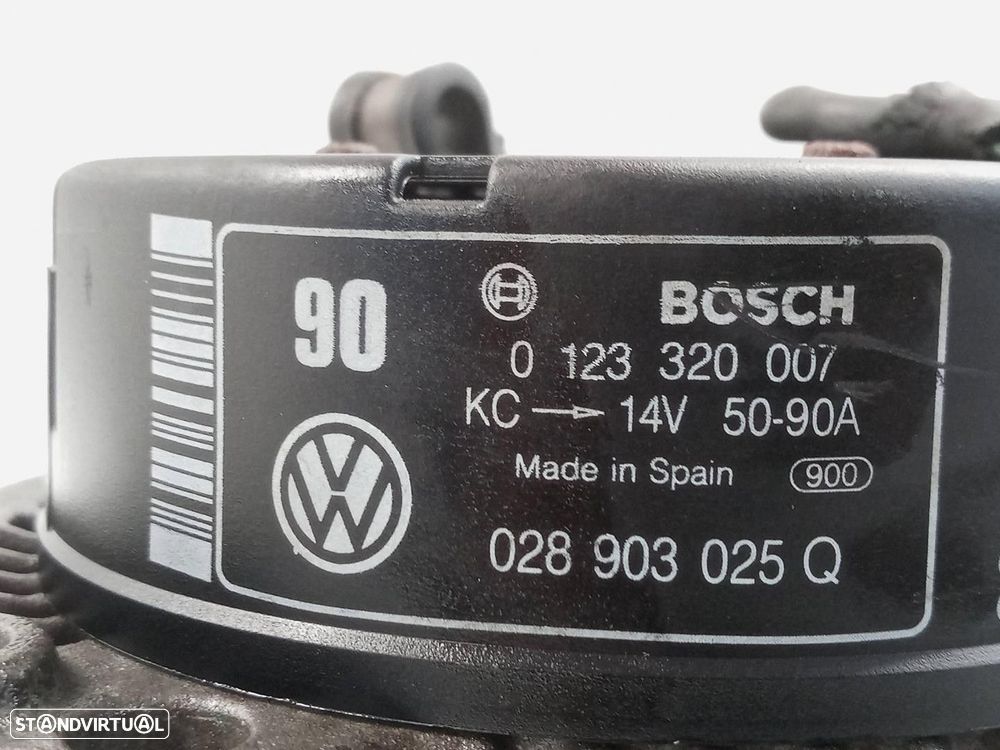 90
BOSCH
0 123 320 007
KC → 14V 50-90A
Made in Spain 900
028 903 025 Q
STANDVIRTUAL